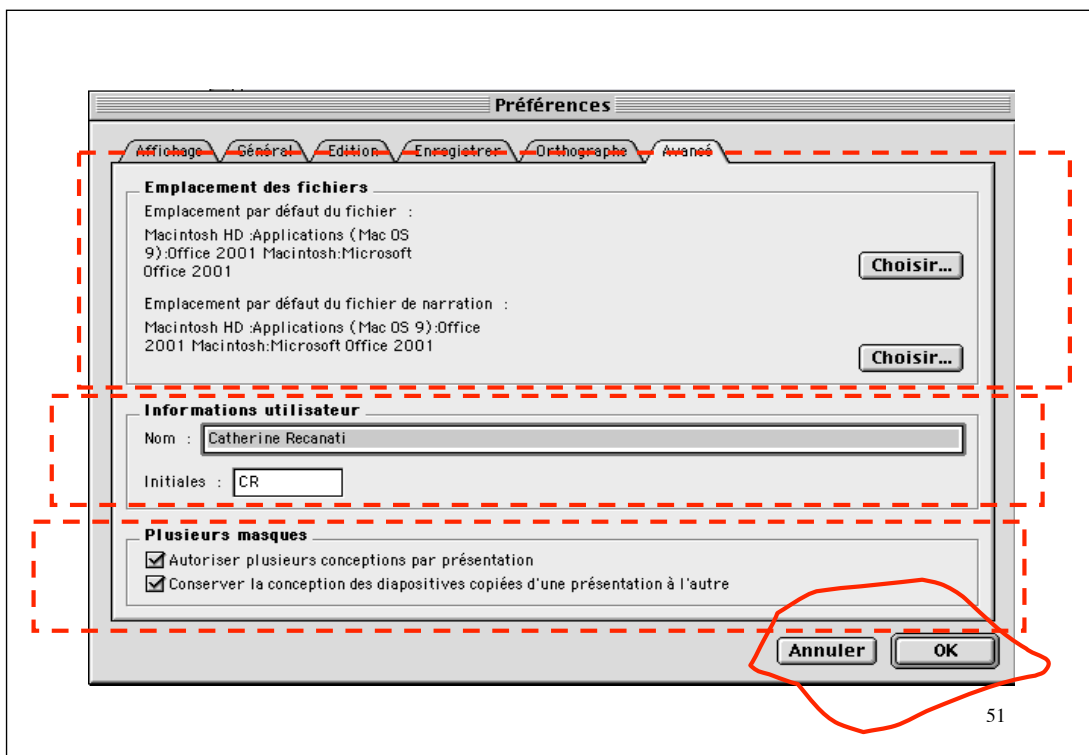 Préférences
Affichage Général Edition Enregistrer Orthographe Avancé
Emplacement des fichiers
Emplacement par défaut du fichier :
Macintosh HD :Applications (Mac OS
9):Office 2001 Macintosh:Microsoft
Office 2001
Choisir...
Emplacement par défaut du fichier de narration :
Macintosh HD :Applications (Mac OS 9):Office
2001 Macintosh:Microsoft Office 2001
Choisir...
Informations utilisateur
Nom : Catherine Recanati
Initiales : CR
Plusieurs masques
Autoriser plusieurs conceptions par présentation
Conserver la conception des diapositives copiées d'une présentation à l'autre
Annuler OK
51